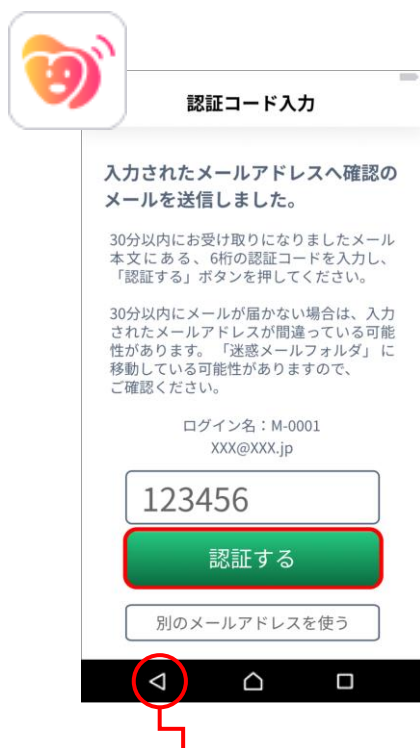 認証コード入力
入力されたメールアドレスへ確認の
メールを送信しました。
30分以内にお受け取りになりましたメール
本文にある、6桁の認証コードを入力し、
「認証する」ボタンを押してください。
30分以内にメールが届かない場合は、入力
されたメールアドレスが間違っている可能
性があります。「迷惑メールフォルダ」 に
移動している可能性がありますので、
ご確認ください。
ログイン名：M-0001
XXX@XXX.jp
123456
認証する
別のメールアドレスを使う